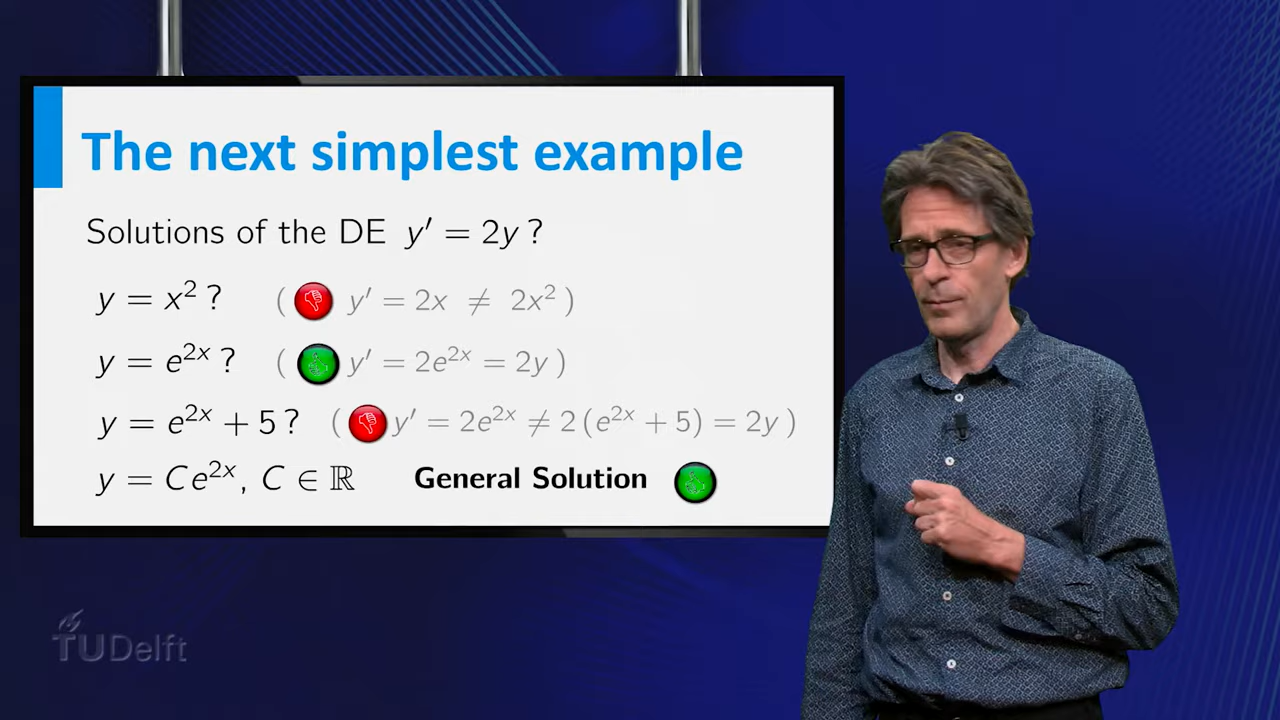 The next simplest example
Solutions of the DE y′ = 2y ?
y = x² ? ( y′ = 2x ≠ 2x² )
y = e²ˣ ? ( y′ = 2e²ˣ = 2y )
y = e²ˣ + 5 ? ( y′ = 2e²ˣ ≠ 2 (e²ˣ + 5) = 2y )
y = Ce²ˣ, C ∈ ℝ General Solution
TUDelft